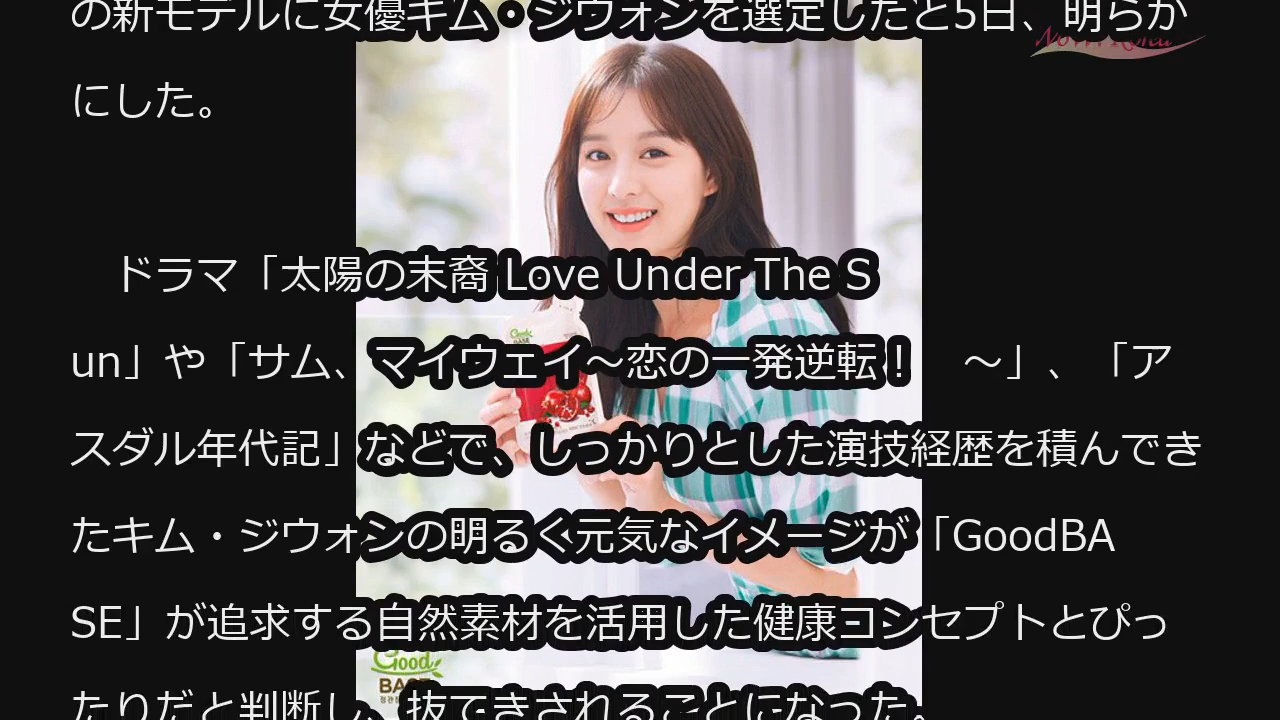 の新モデルに女優キム・ジウォンを選定したと5日、明らか
にした。
ドラマ「太陽の末裔 Love Under The S
un」や「サム、マイウェイ〜恋の一発逆転！　〜」、「ア
スダル年代記」などで、しっかりとした演技経歴を積んでき
たキム・ジウォンの明るく元気なイメージが「GoodBA
SE」が追求する自然素材を活用した健康コンセプトとぴっ
たりだと判断し、抜てきされることになった。
Good
BASE